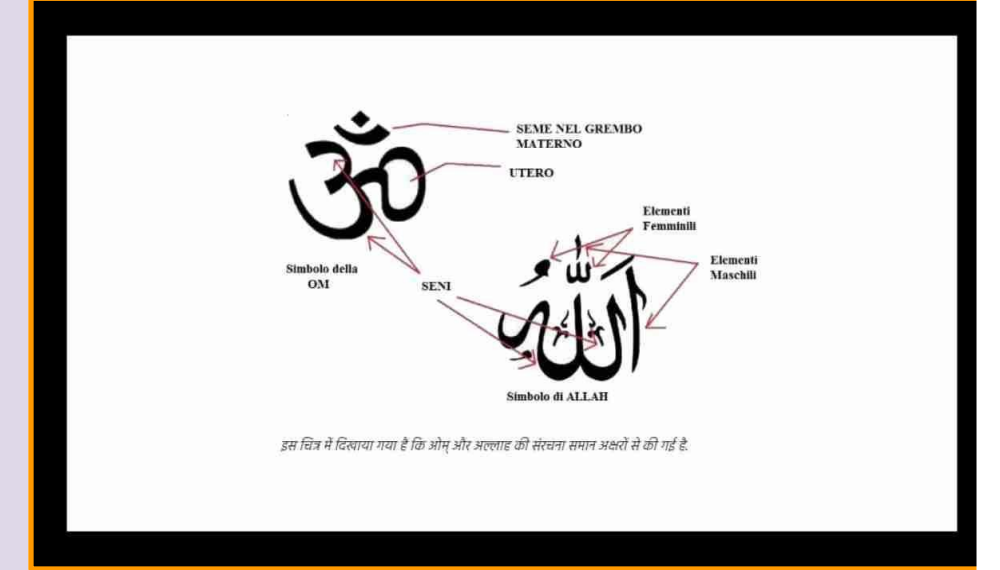 ॐ
SEME NEL GREMBO
MATERNO
UTERO
Elementi
Femminili
Elementi
Maschili
Simbolo della
OM
SENI
الله
Simbolo di ALLAH
इस चित्र में दिखाया गया है कि ओम् और अल्लाह की संरचना समान अक्षरों से की गई है.